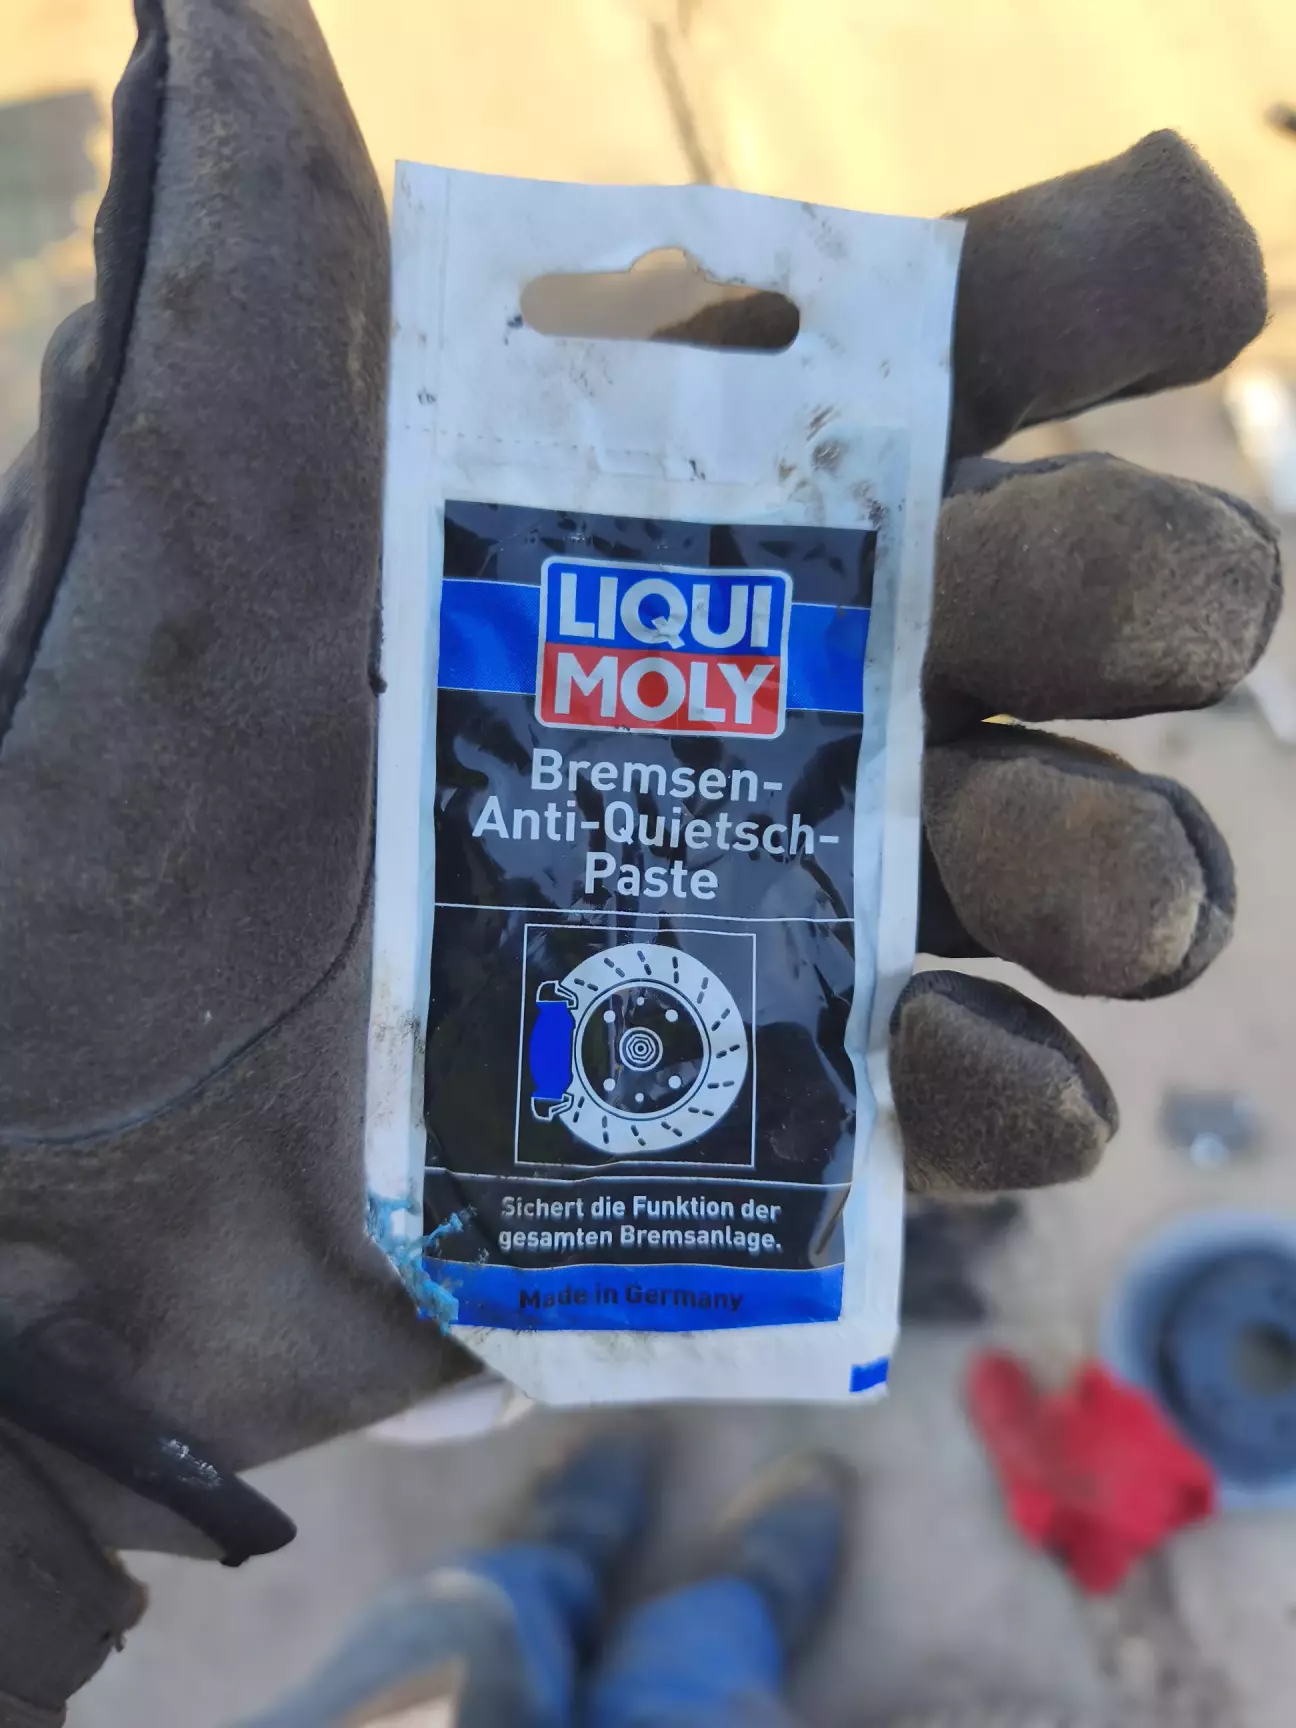 LIQUI
MOLY
Bremsen-
Anti-Quietsch-
Paste
Sichert die Funktion der
gesamten Bremsanlage.
Made in Germany